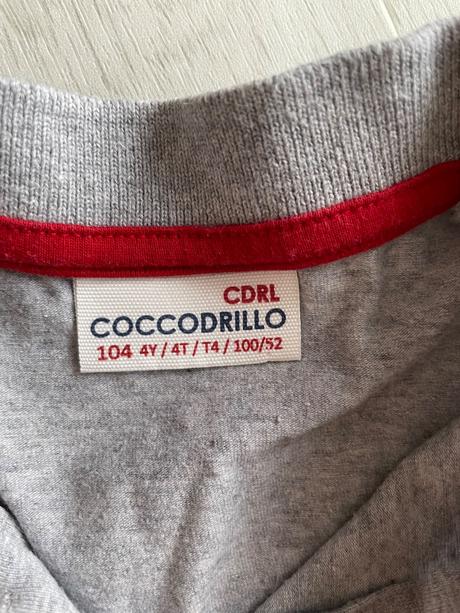 CDRL
COCCODRILLO
104 4Y / 4T / T4 / 100/52